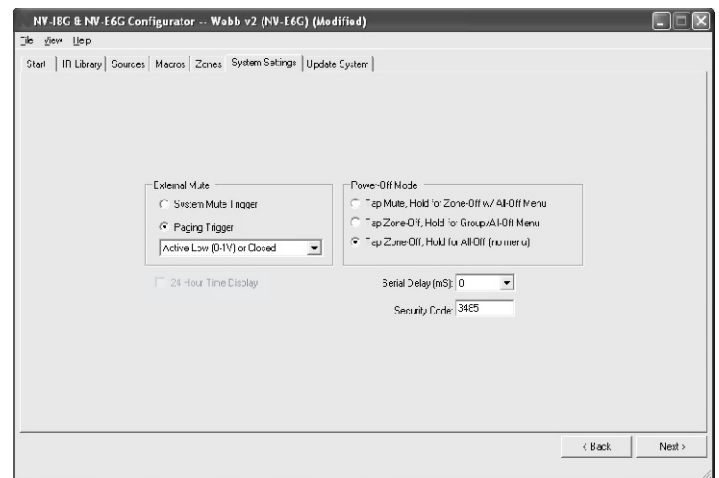 NV-I8G & NV-E6G Configurator -- Webb v2 (NV-E6G) (Modified)
File View Help
Start IR Library Sources Macros Zones System Settings Update System
External Mute
System Mute Trigger
Paging Trigger
Active Low (0-1V) or Closed
24 Hour Time Display
Power-Off Mode
Tap Mute, Hold for Zone-Off w/ All-Off Menu
Tap Zone-Off, Hold for Group/All-Off Menu
Tap Zone-Off, Hold for All-Off (no menu)
Serial Delay (mS): 0
Security Code: 3485
< Back Next >